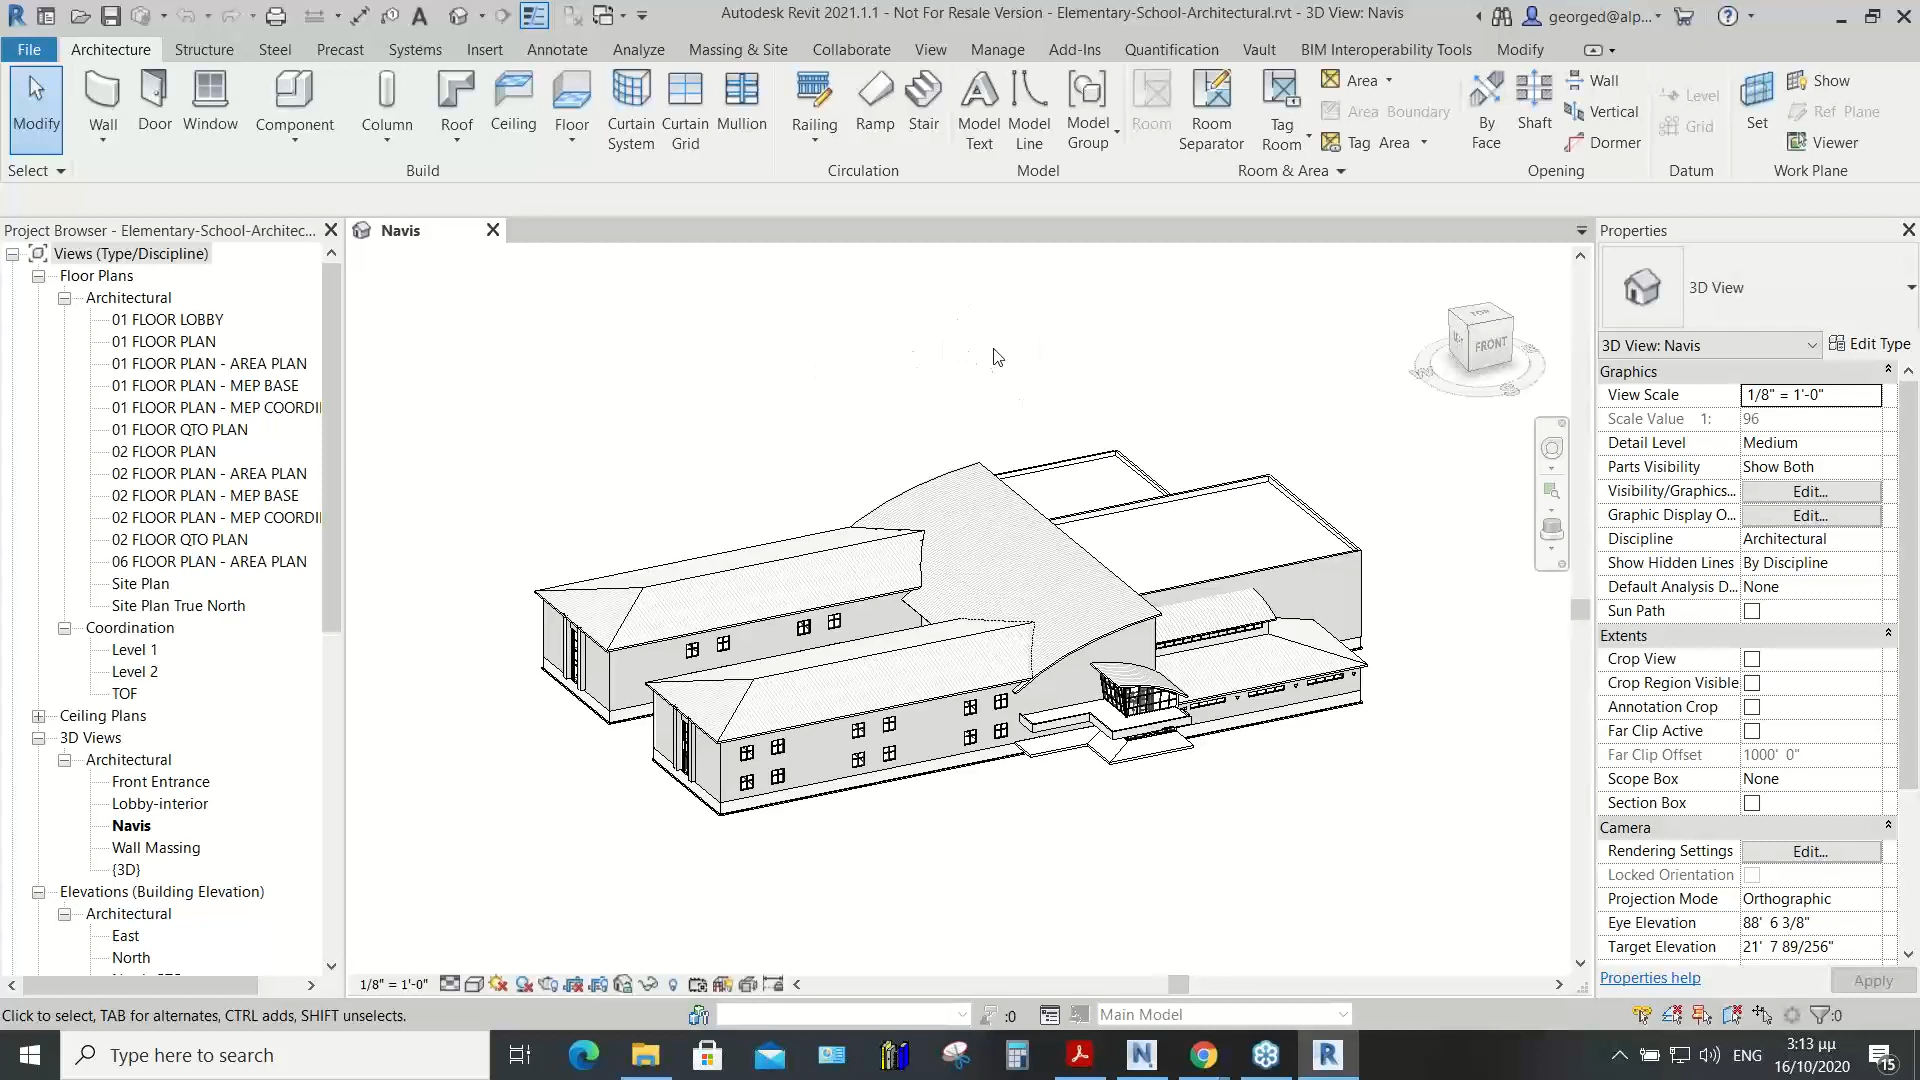 Autodesk Revit 2021.1.1 - Not For Resale Version - Elementary-School-Architectural.rvt - 3D View: Navis
georged@alp...
File Architecture Structure Steel Precast Systems Insert Annotate Analyze Massing & Site Collaborate View Manage Add-Ins Quantification Vault BIM Interoperability Tools Modify
Modify
Wall
Door
Window
Component
Column
Roof
Ceiling
Floor
Curtain System
Curtain Grid
Mullion
Railing
Ramp
Stair
Model Text
Model Line
Model Group
Room
Room Separator
Tag Room
Area
Area Boundary
Tag Area
By Face
Shaft
Wall
Vertical
Dormer
Level
Grid
Set
Show
Ref Plane
Viewer
Select
Build
Circulation
Model
Room & Area
Opening
Datum
Work Plane
Project Browser - Elementary-School-Architec...
Views (Type/Discipline)
Floor Plans
Architectural
01 FLOOR LOBBY
01 FLOOR PLAN
01 FLOOR PLAN - AREA PLAN
01 FLOOR PLAN - MEP BASE
01 FLOOR PLAN - MEP COORDI
01 FLOOR QTO PLAN
02 FLOOR PLAN
02 FLOOR PLAN - AREA PLAN
02 FLOOR PLAN - MEP BASE
02 FLOOR PLAN - MEP COORDI
02 FLOOR QTO PLAN
06 FLOOR PLAN - AREA PLAN
Site Plan
Site Plan True North
Coordination
Level 1
Level 2
TOF
Ceiling Plans
3D Views
Architectural
Front Entrance
Lobby-interior
Navis
Wall Massing
{3D}
Elevations (Building Elevation)
Architectural
East
North
Navis
TOP
FRONT
Properties
3D View
3D View: Navis
Edit Type
Graphics
View Scale 1/8" = 1'-0"
Scale Value 1: 96
Detail Level Medium
Parts Visibility Show Both
Visibility/Graphics... Edit...
Graphic Display O... Edit...
Discipline Architectural
Show Hidden Lines By Discipline
Default Analysis D... None
Sun Path
Extents
Crop View
Crop Region Visible
Annotation Crop
Far Clip Active
Far Clip Offset 1000' 0"
Scope Box None
Section Box
Camera
Rendering Settings Edit...
Locked Orientation
Projection Mode Orthographic
Eye Elevation 88' 6 3/8"
Target Elevation 21' 7 89/256"
Properties help
Apply
1/8" = 1'-0"
Click to select, TAB for alternates, CTRL adds, SHIFT unselects.
:0
Main Model
:0
Type here to search
ENG
3:13 μμ
16/10/2020
15